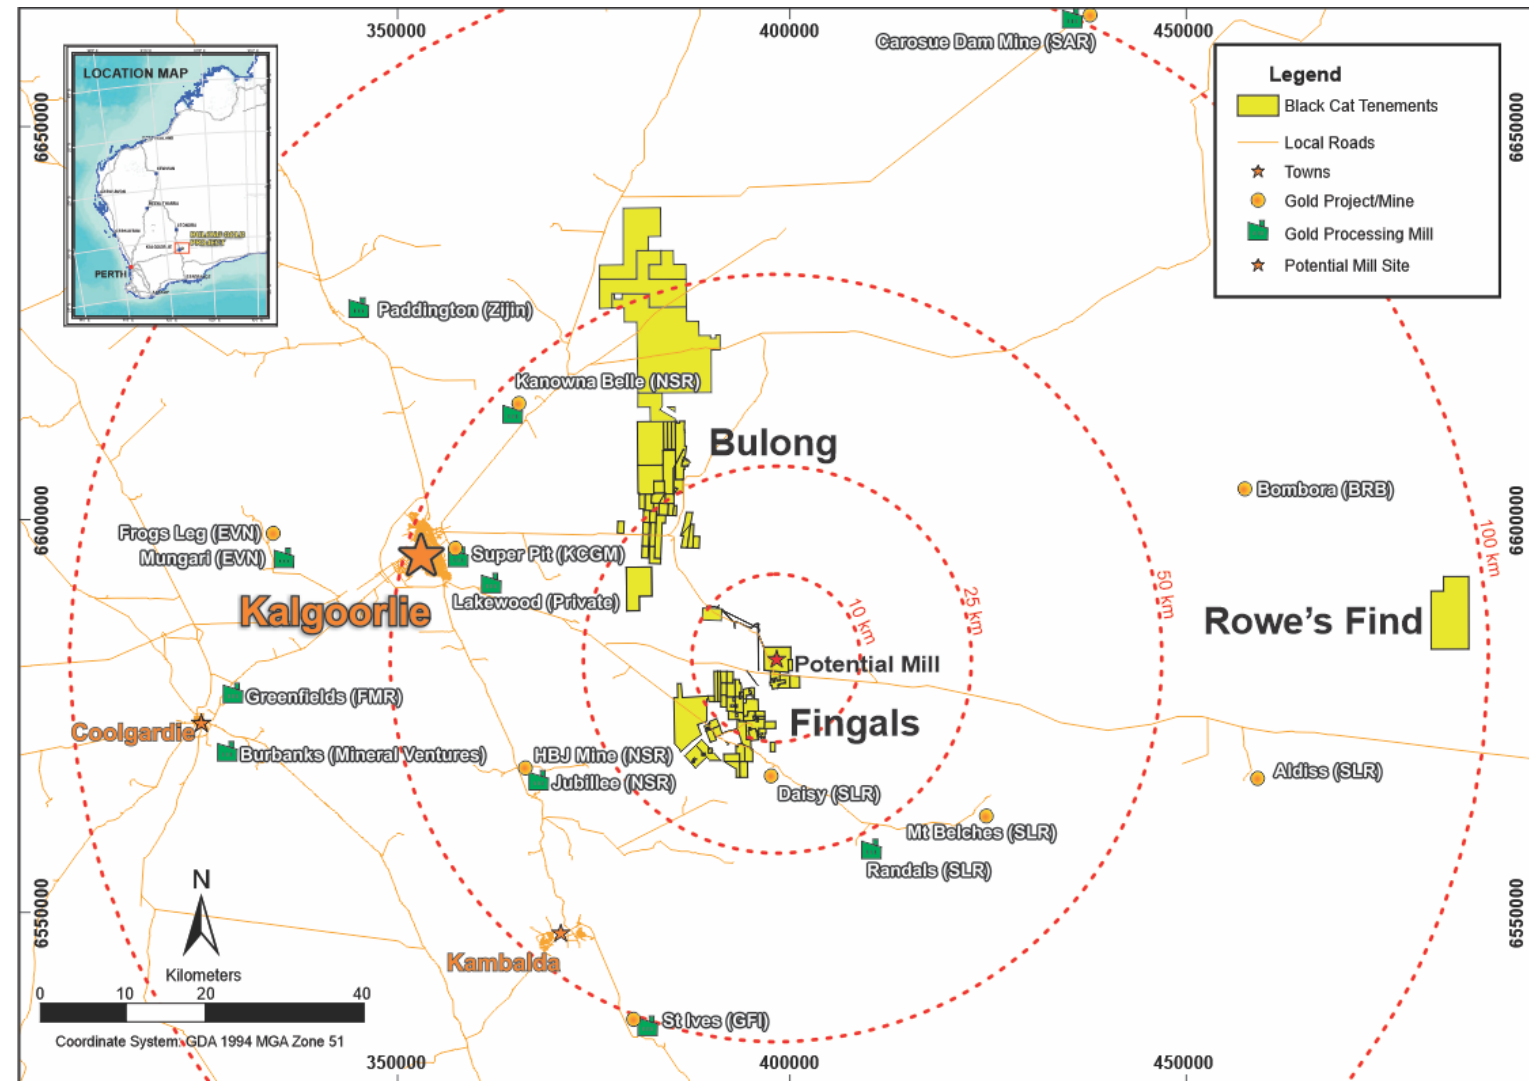 350000
400000
450000
Carosue Dam Mine (SAR)
LOCATION MAP
PERTH
Legend
Black Cat Tenements
Local Roads
Towns
Gold Project/Mine
Gold Processing Mill
Potential Mill Site
6650000
6650000
Paddington (Zijin)
Kanowna Belle (NSR)
Bulong
Bombora (BRB)
6600000
6600000
100 km
Frogs Leg (EVN)
Mungari (EVN)
Super Pit (KCGM)
Lakewood (Private)
Kalgoorlie
10 km
25 km
50 km
Rowe's Find
Potential Mill
Greenfields (FMR)
Coolgardie
Fingals
Burbanks (Mineral Ventures)
HBJ Mine (NSR)
Jubillee (NSR)
Daisy (SLR)
Aldiss (SLR)
Mt Belches (SLR)
Randals (SLR)
6550000
6550000
N
Kilometers
0 10 20 40
Coordinate System: GDA 1994 MGA Zone 51
Kambalda
St Ives (GFI)
350000
400000
450000